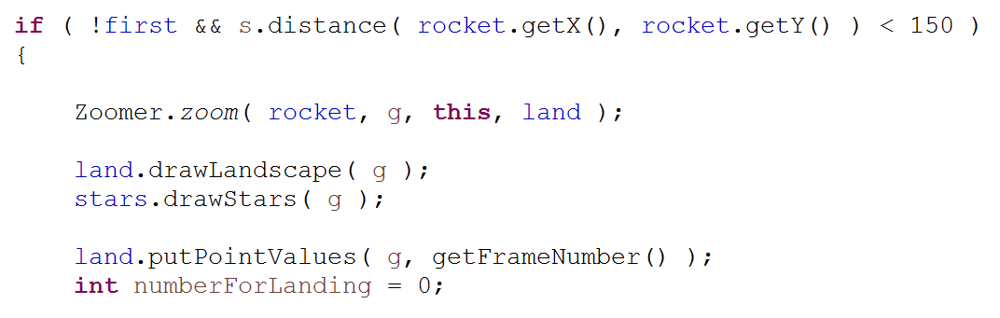 if ( !first && s.distance( rocket.getX(), rocket.getY() ) < 150 )
{
Zoomer.zoom( rocket, g, this, land );
land.drawLandscape( g );
stars.drawStars( g );
land.putPointValues( g, getFrameNumber() );
int numberForLanding = 0;